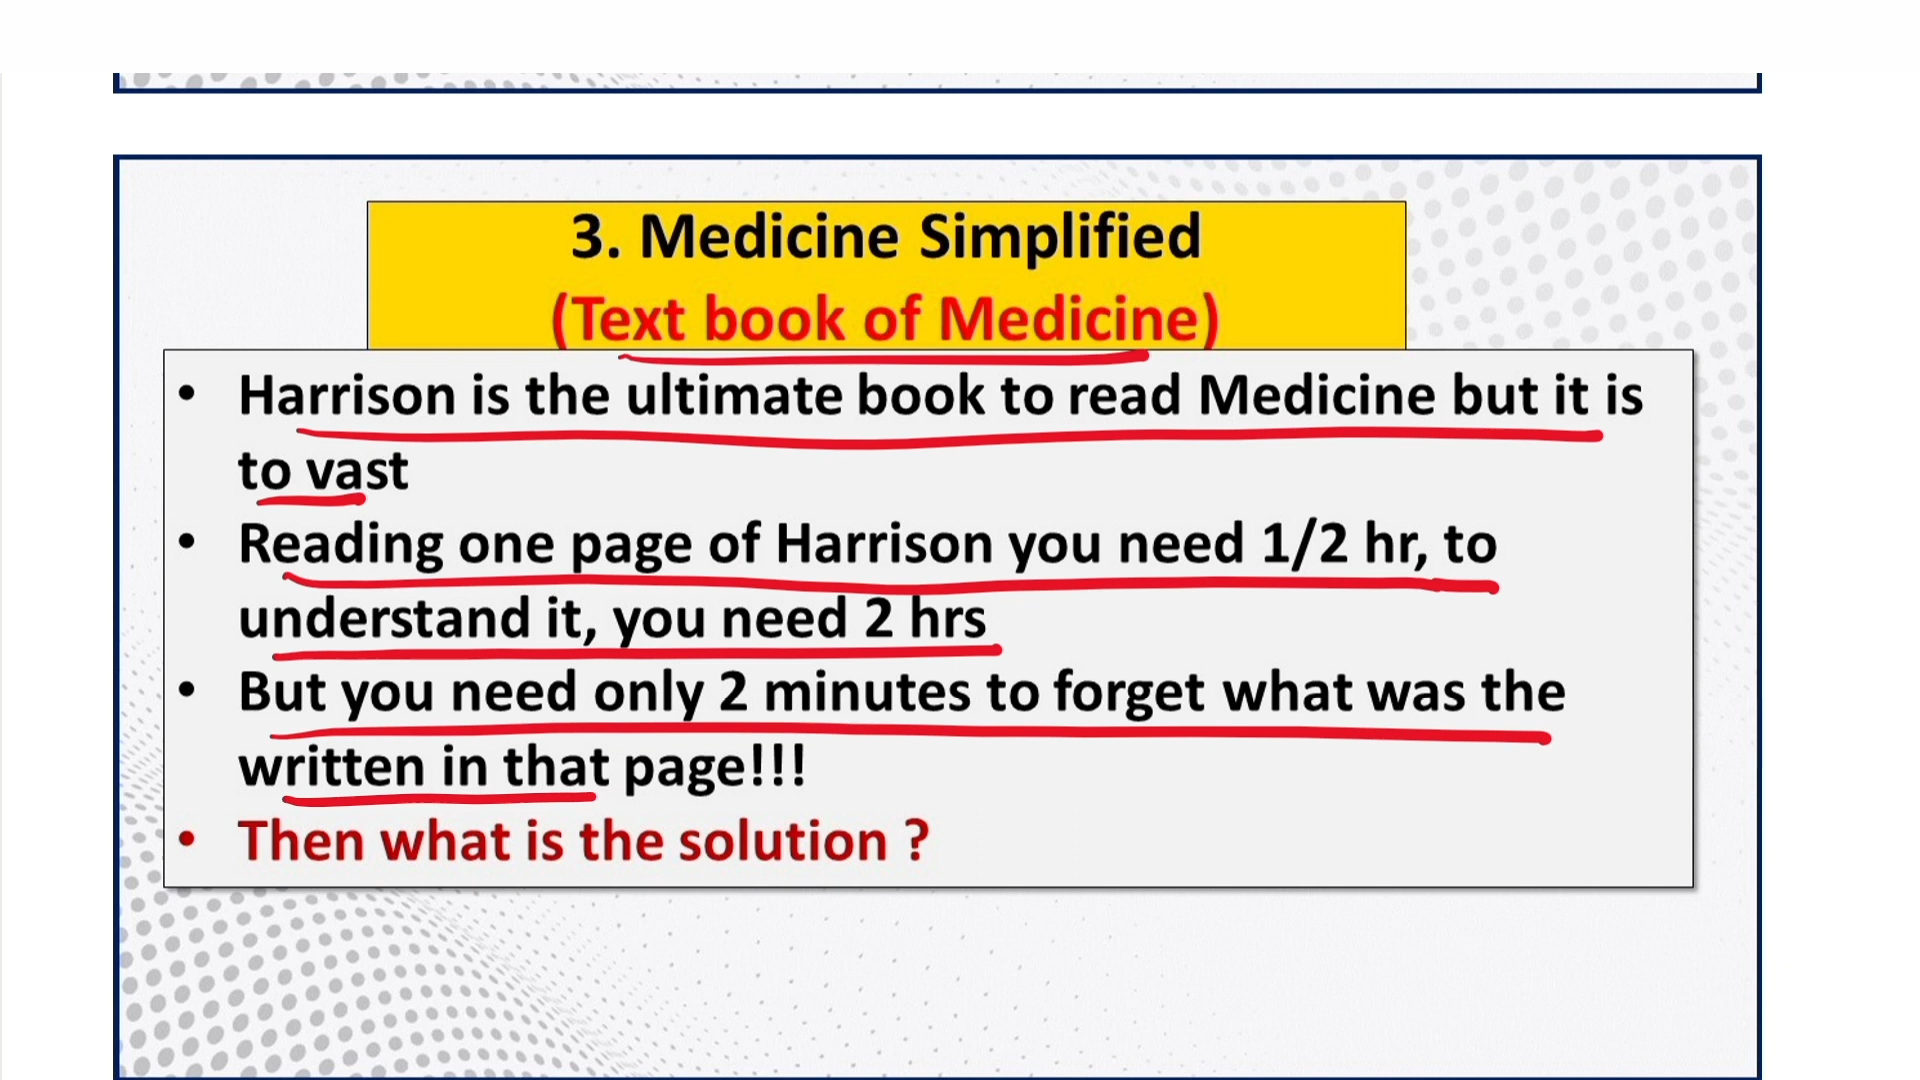 3. Medicine Simplified
(Text book of Medicine)
• Harrison is the ultimate book to read Medicine but it is
to vast
• Reading one page of Harrison you need 1/2 hr, to
understand it, you need 2 hrs
• But you need only 2 minutes to forget what was the
written in that page!!!
• Then what is the solution ?